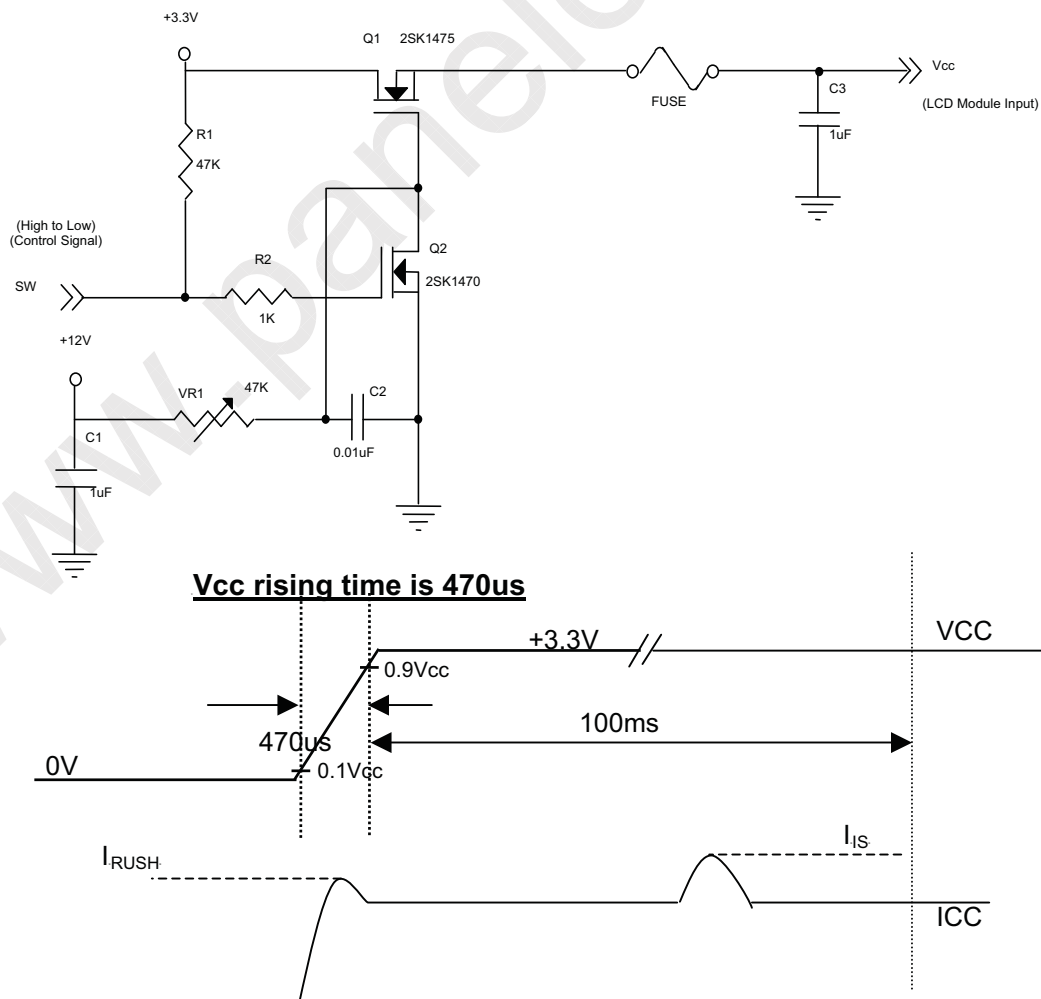 +3.3V
Q1 2SK1475
FUSE
C3
1uF
Vcc
(LCD Module Input)
R1
47K
(High to Low)
(Control Signal)
SW
R2
1K
Q2
2SK1470
+12V
VR1
47K
C2
0.01uF
C1
1uF
Vcc rising time is 470us
+3.3V
VCC
0.9Vcc
470us
100ms
0V
0.1Vcc
IRUSH
IIS
ICC
www.panelo